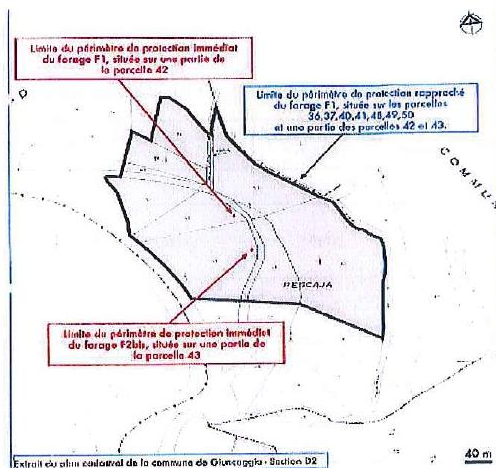 Limite du périmètre de protection immédiat
du forage F1, située sur une partie de
la parcelle 42
Limite du périmètre de protection rapproché
du forage F1, située sur les parcelles
36,37,40,41,48,49,50
et une partie des parcelles 42 et 43.
COMMUN
PERCAJA
Limite du périmètre de protection immédiat
du forage F2bis, située sur une partie de
la parcelle 43
Extrait du plan cadastral de la commune de Giuncaggio - Section D2
40 m